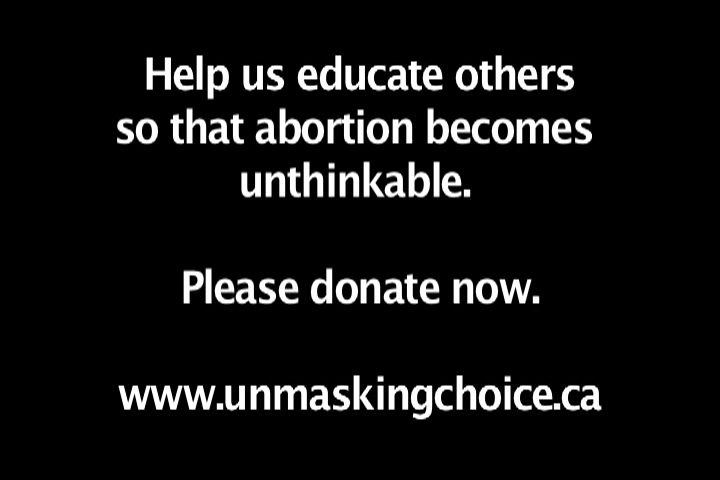 Help us educate others
so that abortion becomes
unthinkable.
Please donate now.
www.unmaskingchoice.ca